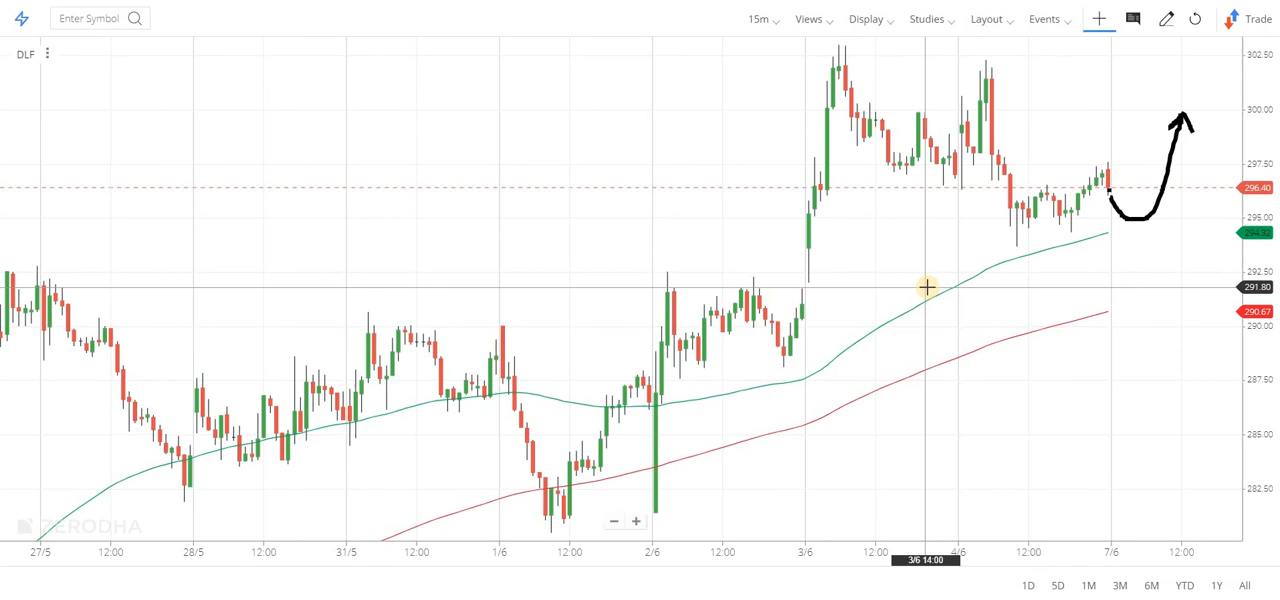 Enter Symbol 15m Views Display Studies Layout Events Trade
DLF
302.50
300.00
297.50
296.40
295.00
294.32
292.50
291.80
290.67
290.00
287.50
285.00
282.50
ZERODHA
27/5 12:00 28/5 12:00 31/5 12:00 1/6 12:00 2/6 12:00 3/6 12:00 4/6 12:00 7/6 12:00
3/6 14:00
1D 5D 1M 3M 6M YTD 1Y All